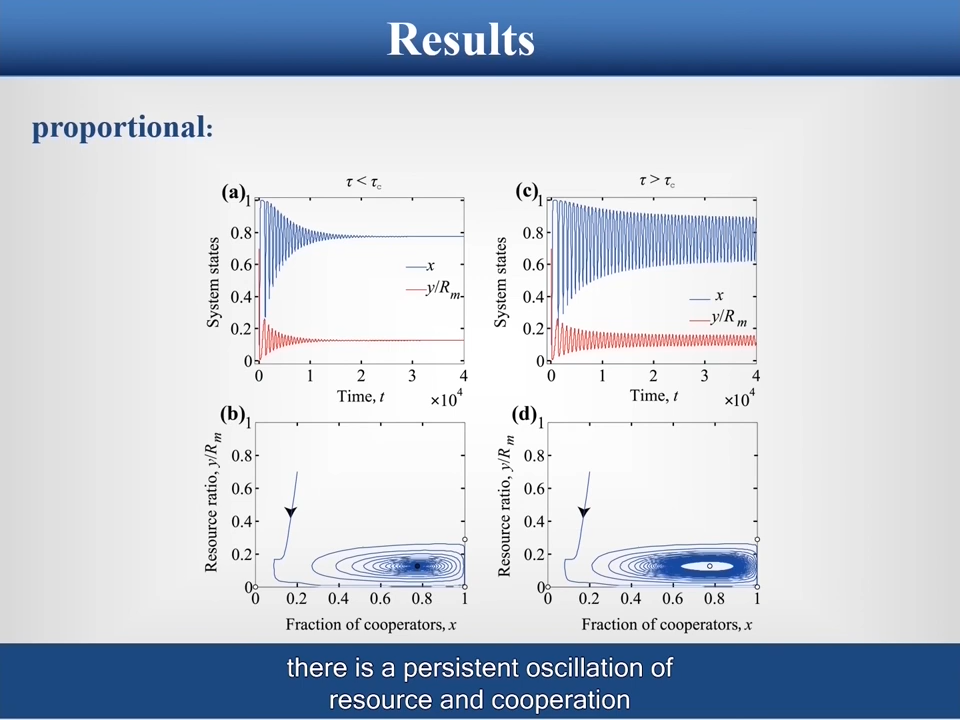 Results
proportional:
(a)
τ < τc
1
0.8
0.6
0.4
0.2
0
System states
x
y/Rm
0 1 2 3 4
Time, t
×10^4
(c)
τ > τc
1
0.8
0.6
0.4
0.2
0
System states
x
y/Rm
0 1 2 3 4
Time, t
×10^4
(b)
1
0.8
0.6
0.4
0.2
0
Resource ratio, y/Rm
0 0.2 0.4 0.6 0.8 1
Fraction of cooperators, x
(d)
1
0.8
0.6
0.4
0.2
0
Resource ratio, y/Rm
0 0.2 0.4 0.6 0.8 1
Fraction of cooperators, x
there is a persistent oscillation of
resource and cooperation